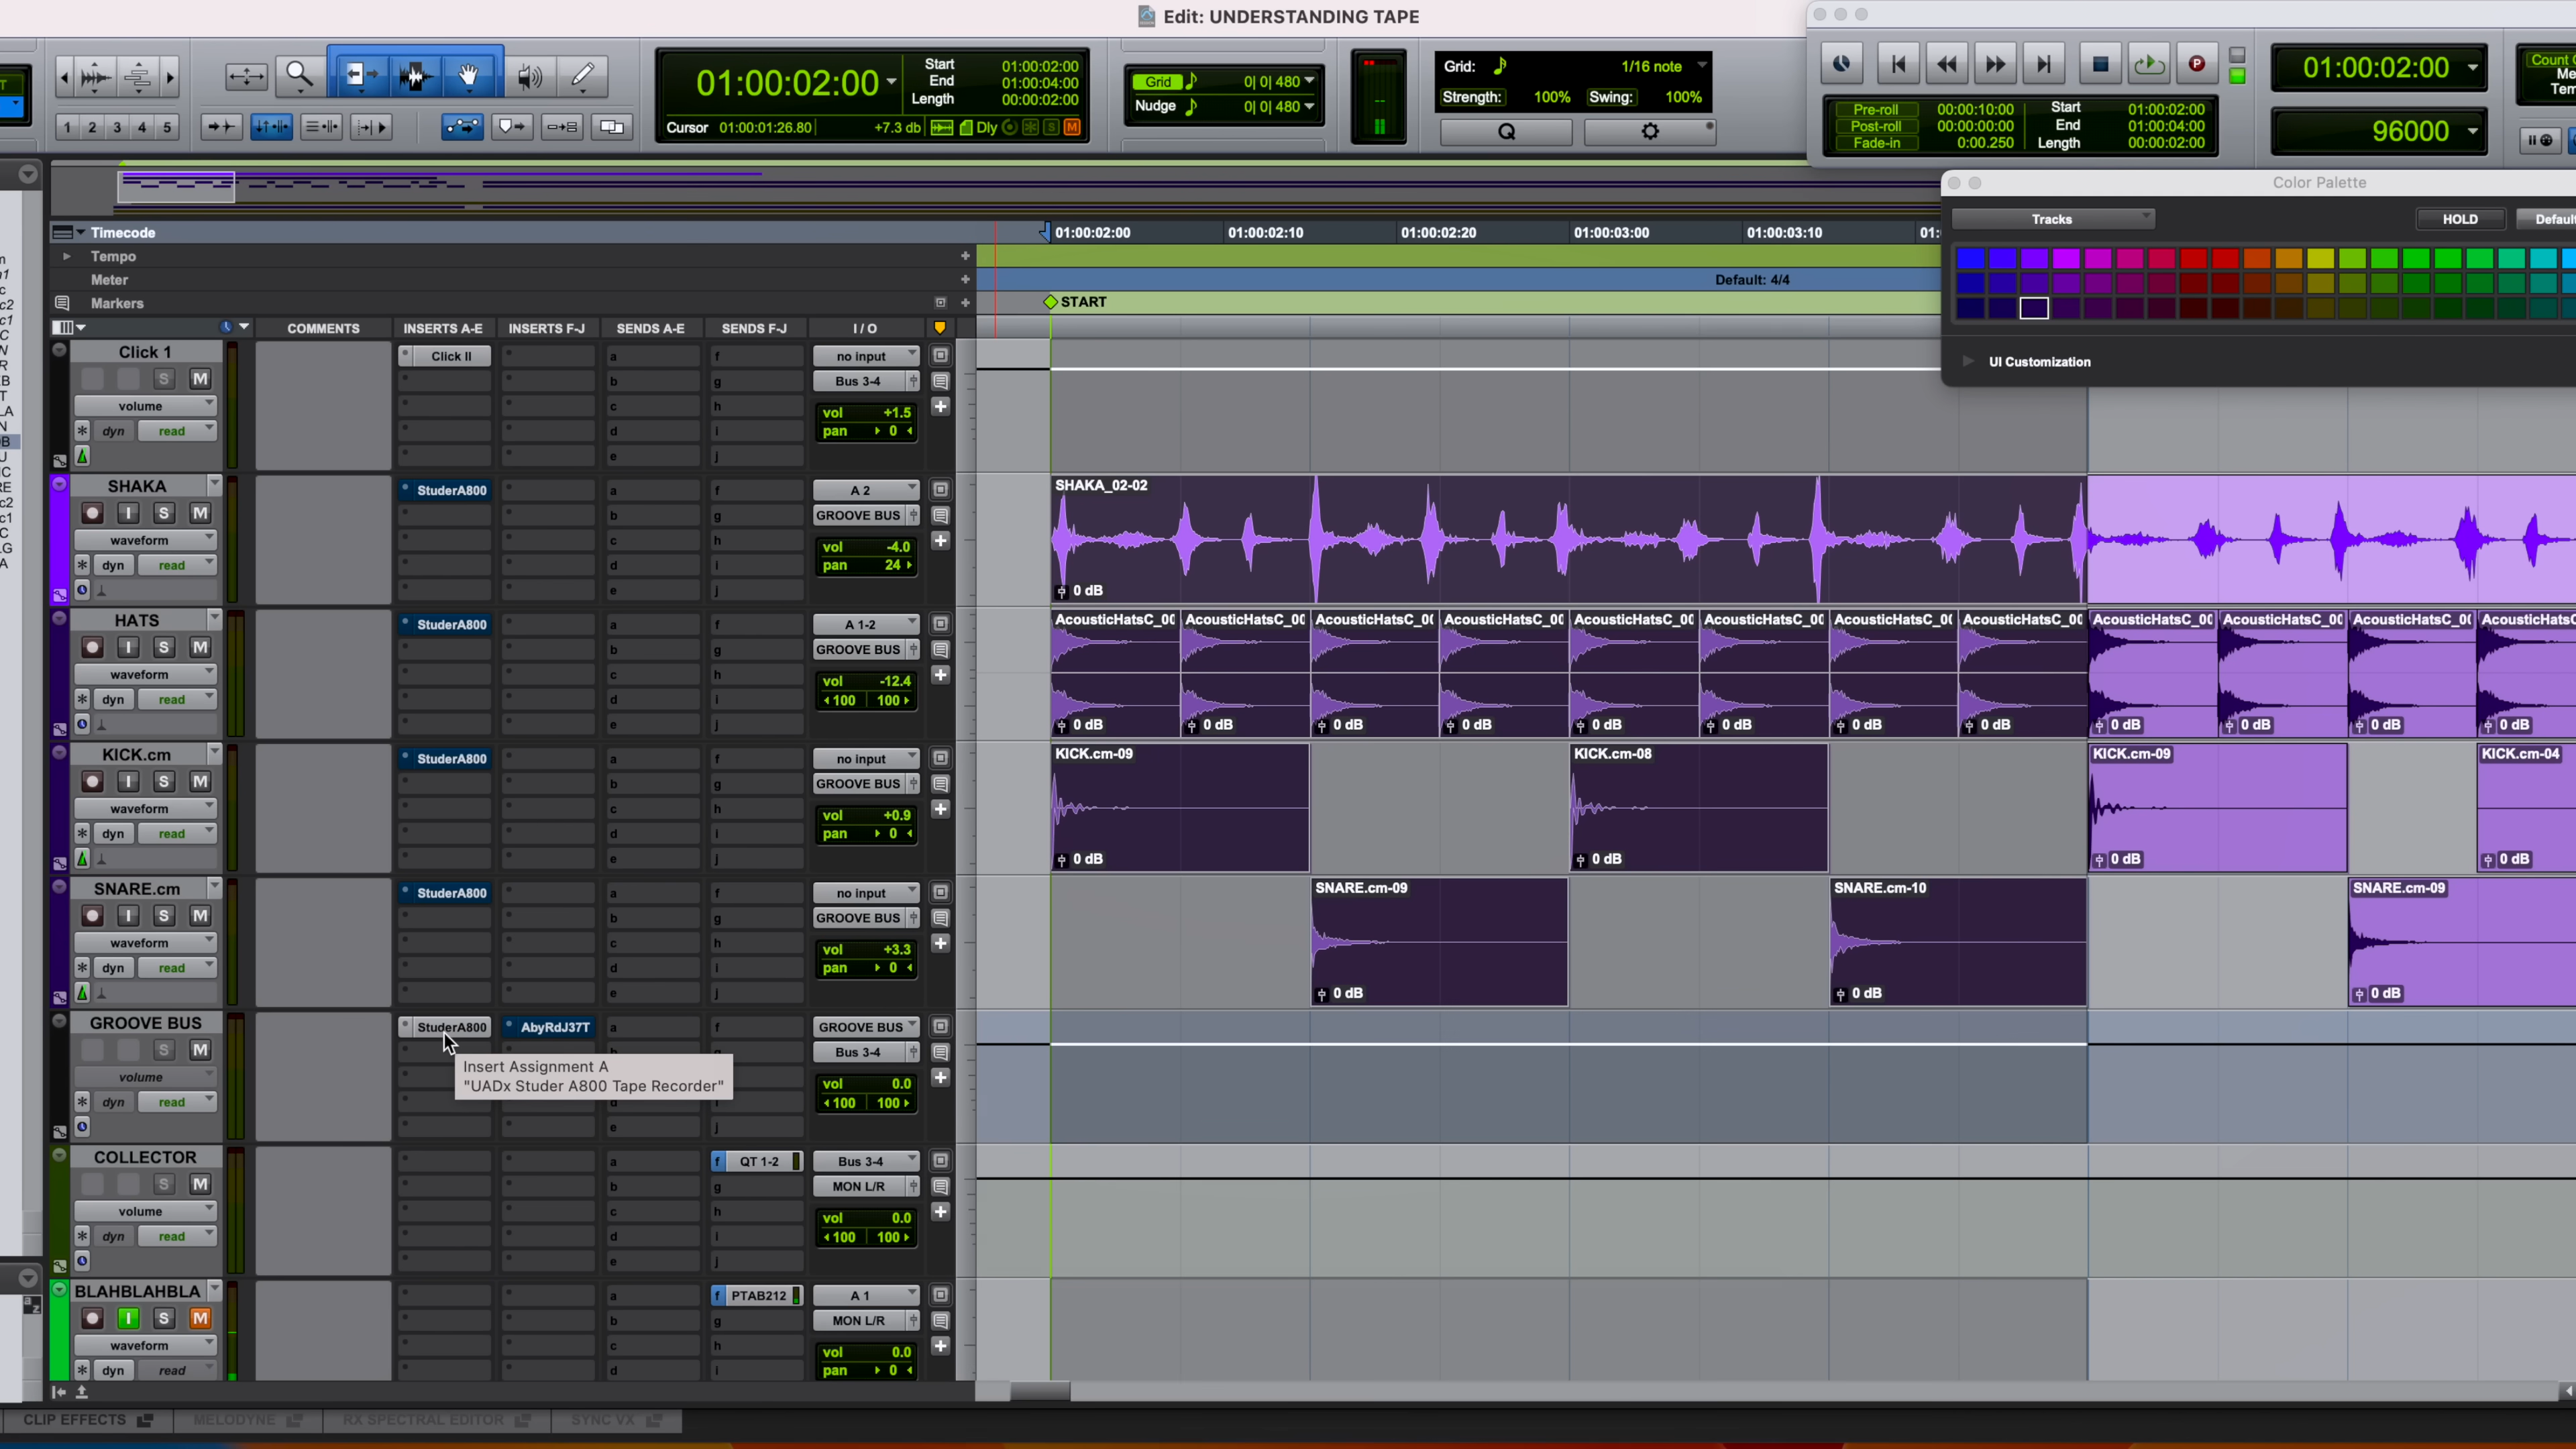 Edit: UNDERSTANDING TAPE
01:00:02:00
Start 01:00:02:00
End 01:00:04:00
Length 00:00:02:00
Cursor 01:00:01:26.80
+7.3 db
Dly
S
M
Grid 0| 0| 480
Nudge 0| 0| 480
Grid: 1/16 note
Strength: 100% Swing: 100%
Q
1 2 3 4 5
P
01:00:02:00
Count
Me
Tem
Pre-roll 00:00:10:00
Post-roll 00:00:00:00
Fade-in 0:00.250
Start 01:00:02:00
End 01:00:04:00
Length 00:00:02:00
96000
Color Palette
Tracks
HOLD
Defaul
UI Customization
Timecode
01:00:02:00 01:00:02:10 01:00:02:20 01:00:03:00 01:00:03:10 01:
Tempo
Meter
Default: 4/4
Markers
START
COMMENTS INSERTS A-E INSERTS F-J SENDS A-E SENDS F-J I / O
Click 1
S M
volume
dyn read
Click II
a b c d e
f g h i j
no input
Bus 3-4
vol +1.5
pan 0
SHAKA
I S M
waveform
dyn read
StuderA800
a b c d e
f g h i j
A 2
GROOVE BUS
vol -4.0
pan 24
SHAKA_02-02
0 dB
HATS
I S M
waveform
dyn read
StuderA800
a b c d e
f g h i j
A 1-2
GROOVE BUS
vol -12.4
100 100
AcousticHatsC_00 AcousticHatsC_00 AcousticHatsC_00 AcousticHatsC_00 AcousticHatsC_00 AcousticHatsC_00 AcousticHatsC_00 AcousticHatsC_00 AcousticHatsC_00 AcousticHatsC_00 AcousticHatsC_00 AcousticHatsC
0 dB 0 dB 0 dB 0 dB 0 dB 0 dB 0 dB 0 dB 0 dB 0 dB 0 dB 0 dB
KICK.cm
I S M
waveform
dyn read
StuderA800
a b c d e
f g h i j
no input
GROOVE BUS
vol +0.9
pan 0
KICK.cm-09 KICK.cm-08 KICK.cm-09 KICK.cm-04
0 dB 0 dB 0 dB 0 dB
SNARE.cm
I S M
waveform
dyn read
StuderA800
a b c d e
f g h i j
no input
GROOVE BUS
vol +3.3
pan 0
SNARE.cm-09 SNARE.cm-10 SNARE.cm-09
0 dB 0 dB 0 dB
GROOVE BUS
S M
volume
dyn read
StuderA800 AbyRdJ37T
a
e
f
j
Insert Assignment A
"UADx Studer A800 Tape Recorder"
GROOVE BUS
Bus 3-4
vol 0.0
100 100
COLLECTOR
S M
volume
dyn read
a b c d e
f QT 1-2
g h i j
Bus 3-4
MON L/R
vol 0.0
100 100
BLAHBLAHBLA
I S M
waveform
dyn read
a b c d
f PTAB212
g h i
A 1
MON L/R
vol 0.0
pan 0
CLIP EFFECTS MELODYNE RX SPECTRAL EDITOR SYNC VX